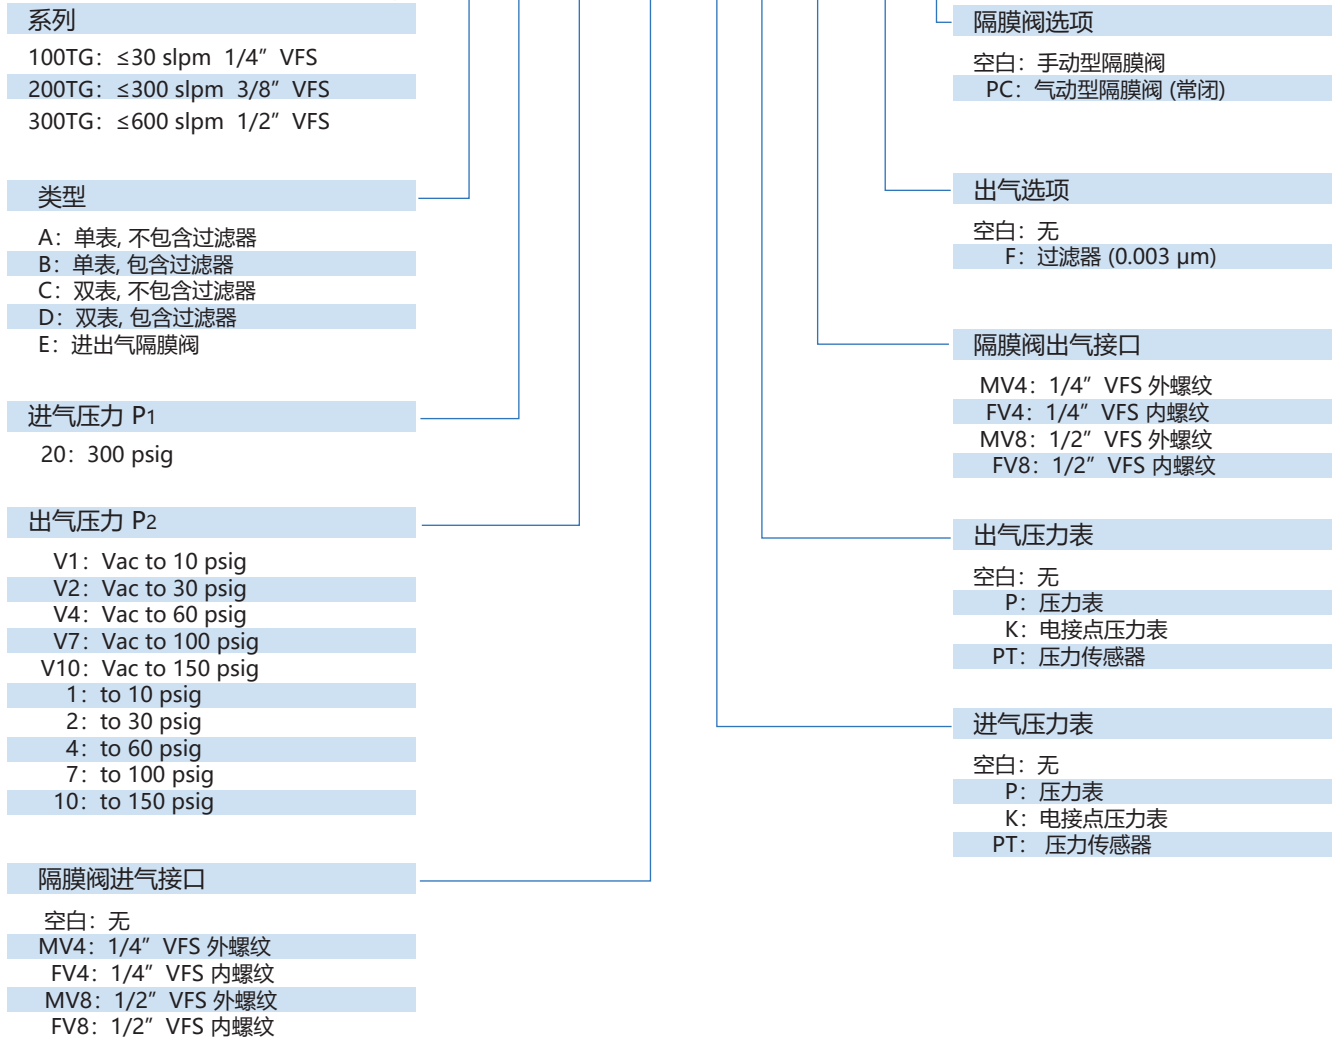 系列
100TG：≤30 slpm 1/4” VFS
200TG：≤300 slpm 3/8” VFS
300TG：≤600 slpm 1/2” VFS
类型
A：单表, 不包含过滤器
B：单表, 包含过滤器
C：双表, 不包含过滤器
D：双表, 包含过滤器
E：进出气隔膜阀
进气压力 P1
20：300 psig
出气压力 P2
V1：Vac to 10 psig
V2：Vac to 30 psig
V4：Vac to 60 psig
V7：Vac to 100 psig
V10：Vac to 150 psig
1：to 10 psig
2：to 30 psig
4：to 60 psig
7：to 100 psig
10：to 150 psig
隔膜阀进气接口
空白：无
MV4：1/4” VFS 外螺纹
FV4：1/4” VFS 内螺纹
MV8：1/2” VFS 外螺纹
FV8：1/2” VFS 内螺纹
隔膜阀选项
空白：手动型隔膜阀
PC：气动型隔膜阀 (常闭)
出气选项
空白：无
F：过滤器 (0.003 μm)
隔膜阀出气接口
MV4：1/4” VFS 外螺纹
FV4：1/4” VFS 内螺纹
MV8：1/2” VFS 外螺纹
FV8：1/2” VFS 内螺纹
出气压力表
空白：无
P：压力表
K：电接点压力表
PT：压力传感器
进气压力表
空白：无
P：压力表
K：电接点压力表
PT： 压力传感器